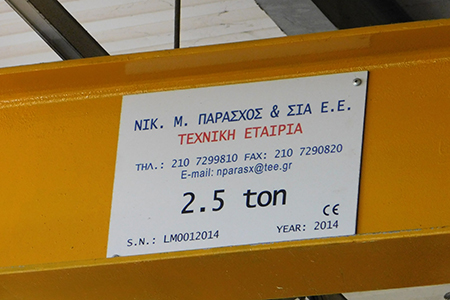 ΝΙΚ. Μ. ΠΑΡΑΣΧΟΣ & ΣΙΑ Ε.Ε.
ΤΕΧΝΙΚΗ ΕΤΑΙΡΙΑ
ΤΗΛ.: 210 7299810 FAX: 210 7290820
E-mail: nparasx@tee.gr
2.5 ton
CE
S.N.: LM0012014 YEAR: 2014